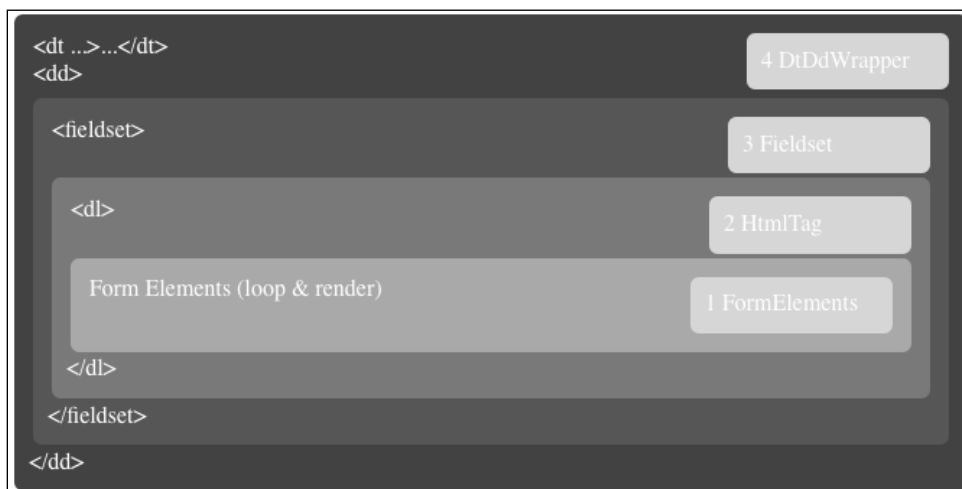 <dt ...>...</dt>
<dd>
4 DtDdWrapper
<fieldset>
3 Fieldset
<dl>
2 HtmlTag
Form Elements (loop & render)
1 FormElements
</dl>
</fieldset>
</dd>